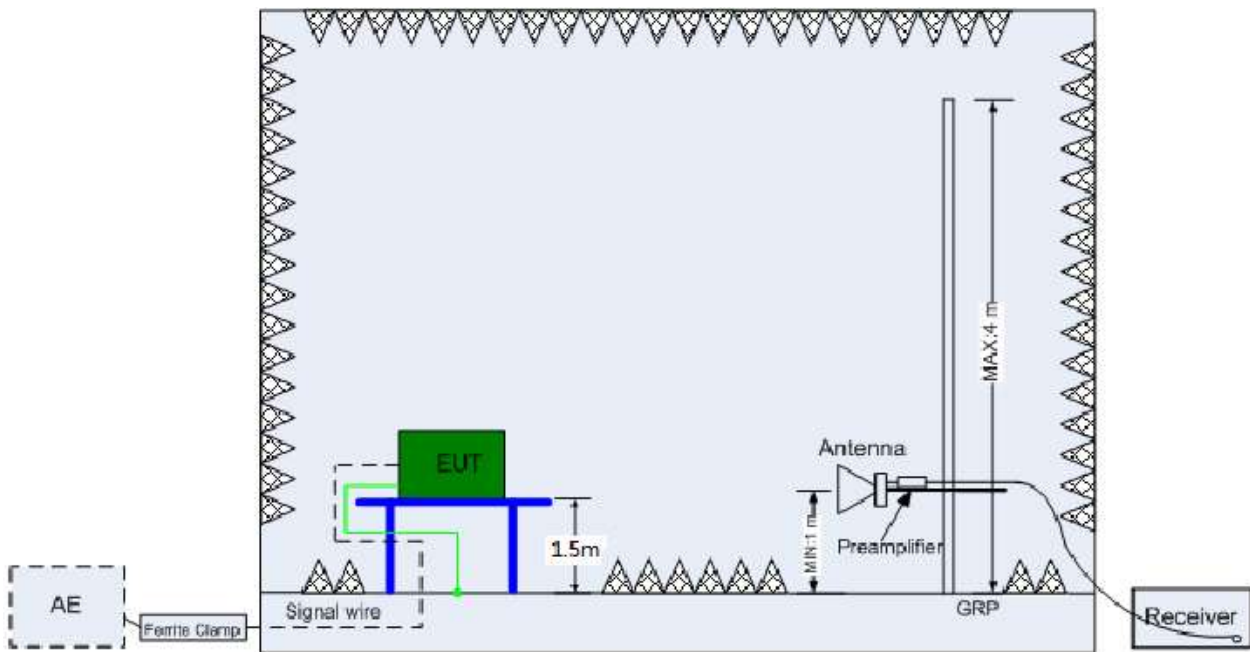 EUT
MAX:4 m
Antenna
1.5m
MIN:1 m
Preamplifier
AE
Ferrite Clamp
Signal wire
GRP
Receiver